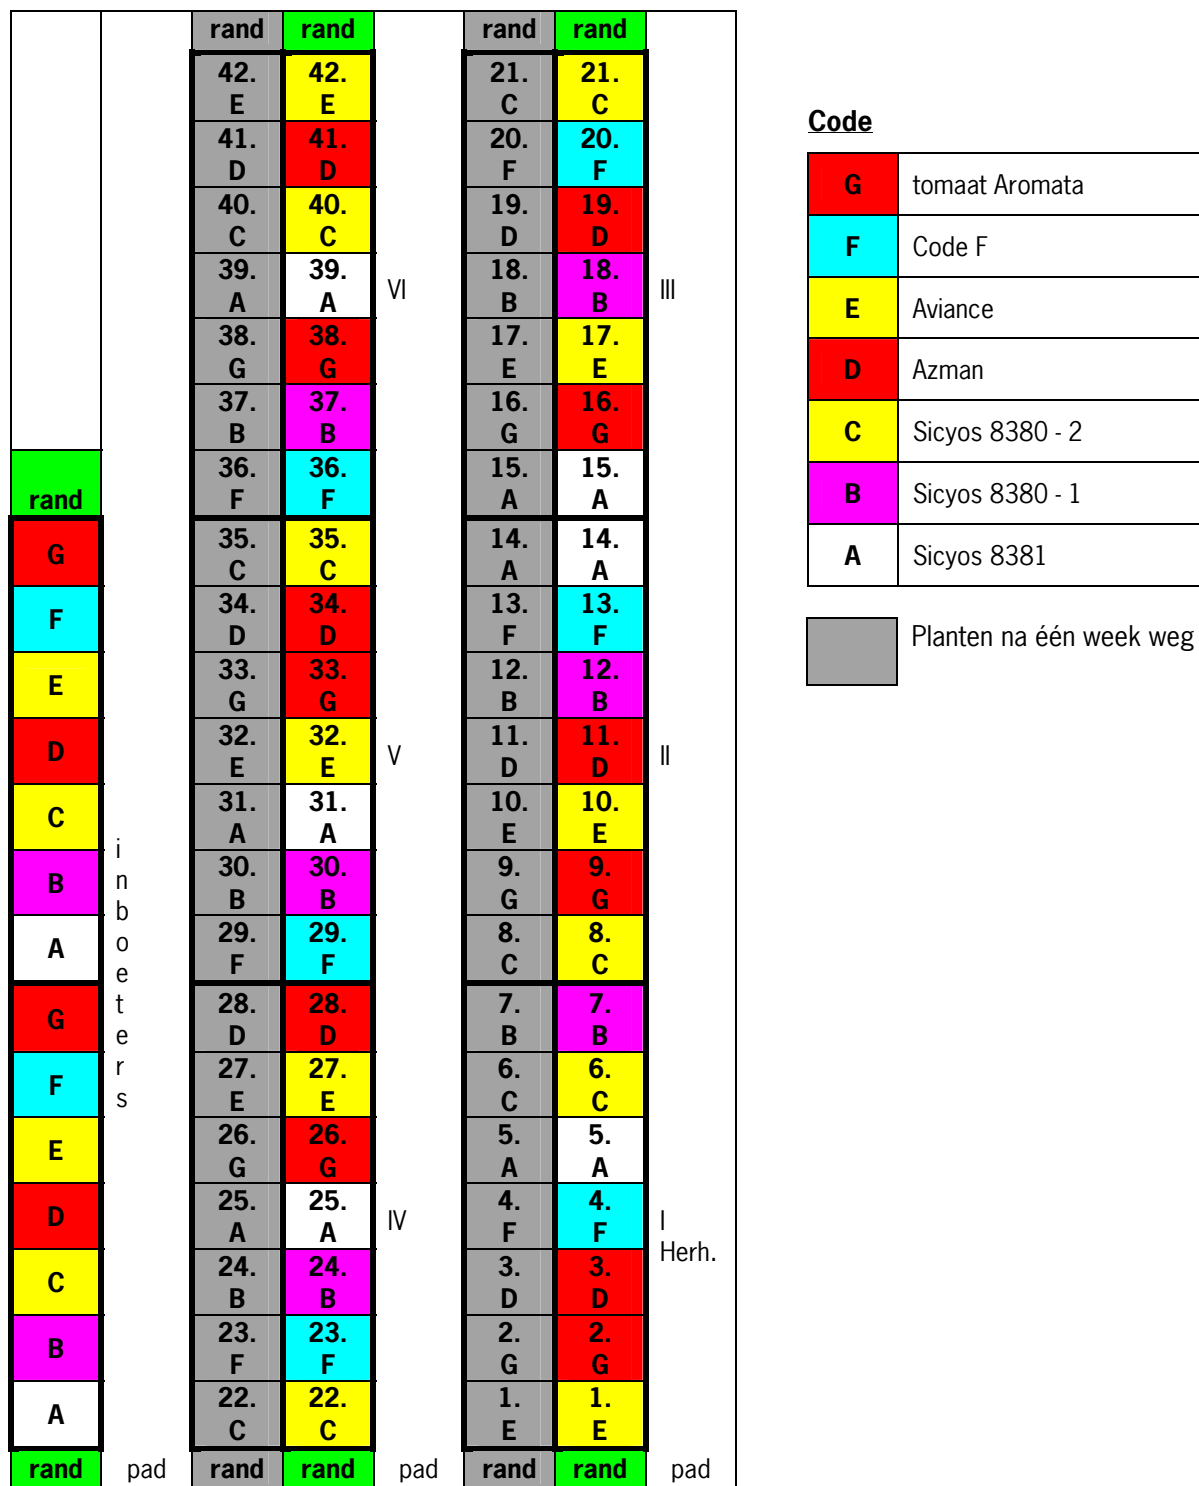 rand rand rand rand
42. 42. 21. 21.
E E C C
41. 41. 20. 20.
D D F F
40. 40. 19. 19.
C C D D
39. 39. 18. 18.
A A B B
VI III
38. 38. 17. 17.
G G E E
37. 37. 16. 16.
B B G G
36. 36. 15. 15.
rand F F A A
35. 35. 14. 14.
G C C A A
34. 34. 13. 13.
F D D F F
33. 33. 12. 12.
E G G B B
32. 32. 11. 11.
D E E V D D II
31. 31. 10. 10.
C A A E E
30. 30. 9. 9.
B B B G G
29. 29. 8. 8.
A F F C C
28. 28. 7. 7.
G D D B B
27. 27. 6. 6.
F E E C C
26. 26. 5. 5.
E G G A A
25. 25. 4. 4.
D A A IV F F I
Herh.
24. 24. 3. 3.
C B B D D
23. 23. 2. 2.
B F F G G
22. 22. 1. 1.
A C C E E
rand pad rand rand pad rand rand pad
i
n
b
o
e
t
e
r
s
Code
G tomaat Aromata
F Code F
E Aviance
D Azman
C Sicyos 8380 - 2
B Sicyos 8380 - 1
A Sicyos 8381
Planten na één week weg